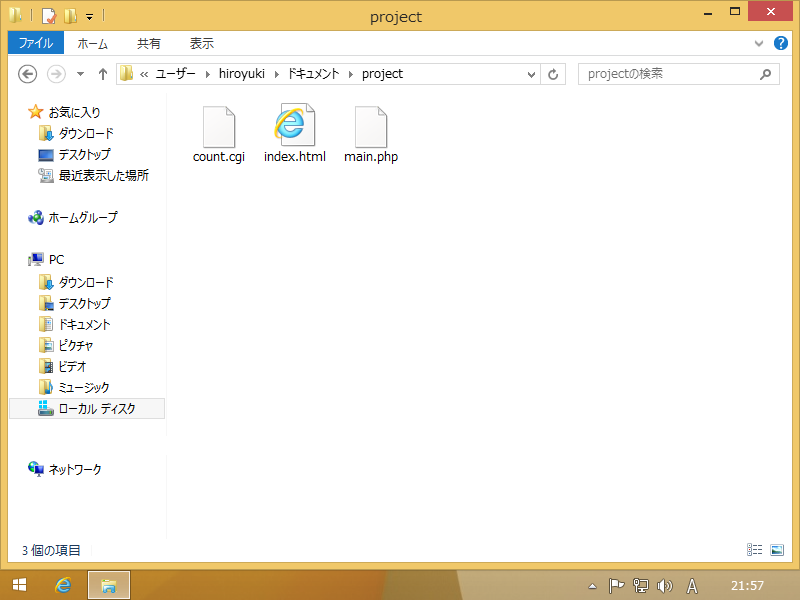 project
ファイル ホーム 共有 表示
« ユーザー hiroyuki ドキュメント project projectの検索
お気に入り
ダウンロード
デスクトップ
最近表示した場所
ホームグループ
PC
ダウンロード
デスクトップ
ドキュメント
ピクチャ
ビデオ
ミュージック
ローカル ディスク
ネットワーク
count.cgi index.html main.php
3 個の項目
A 21:57